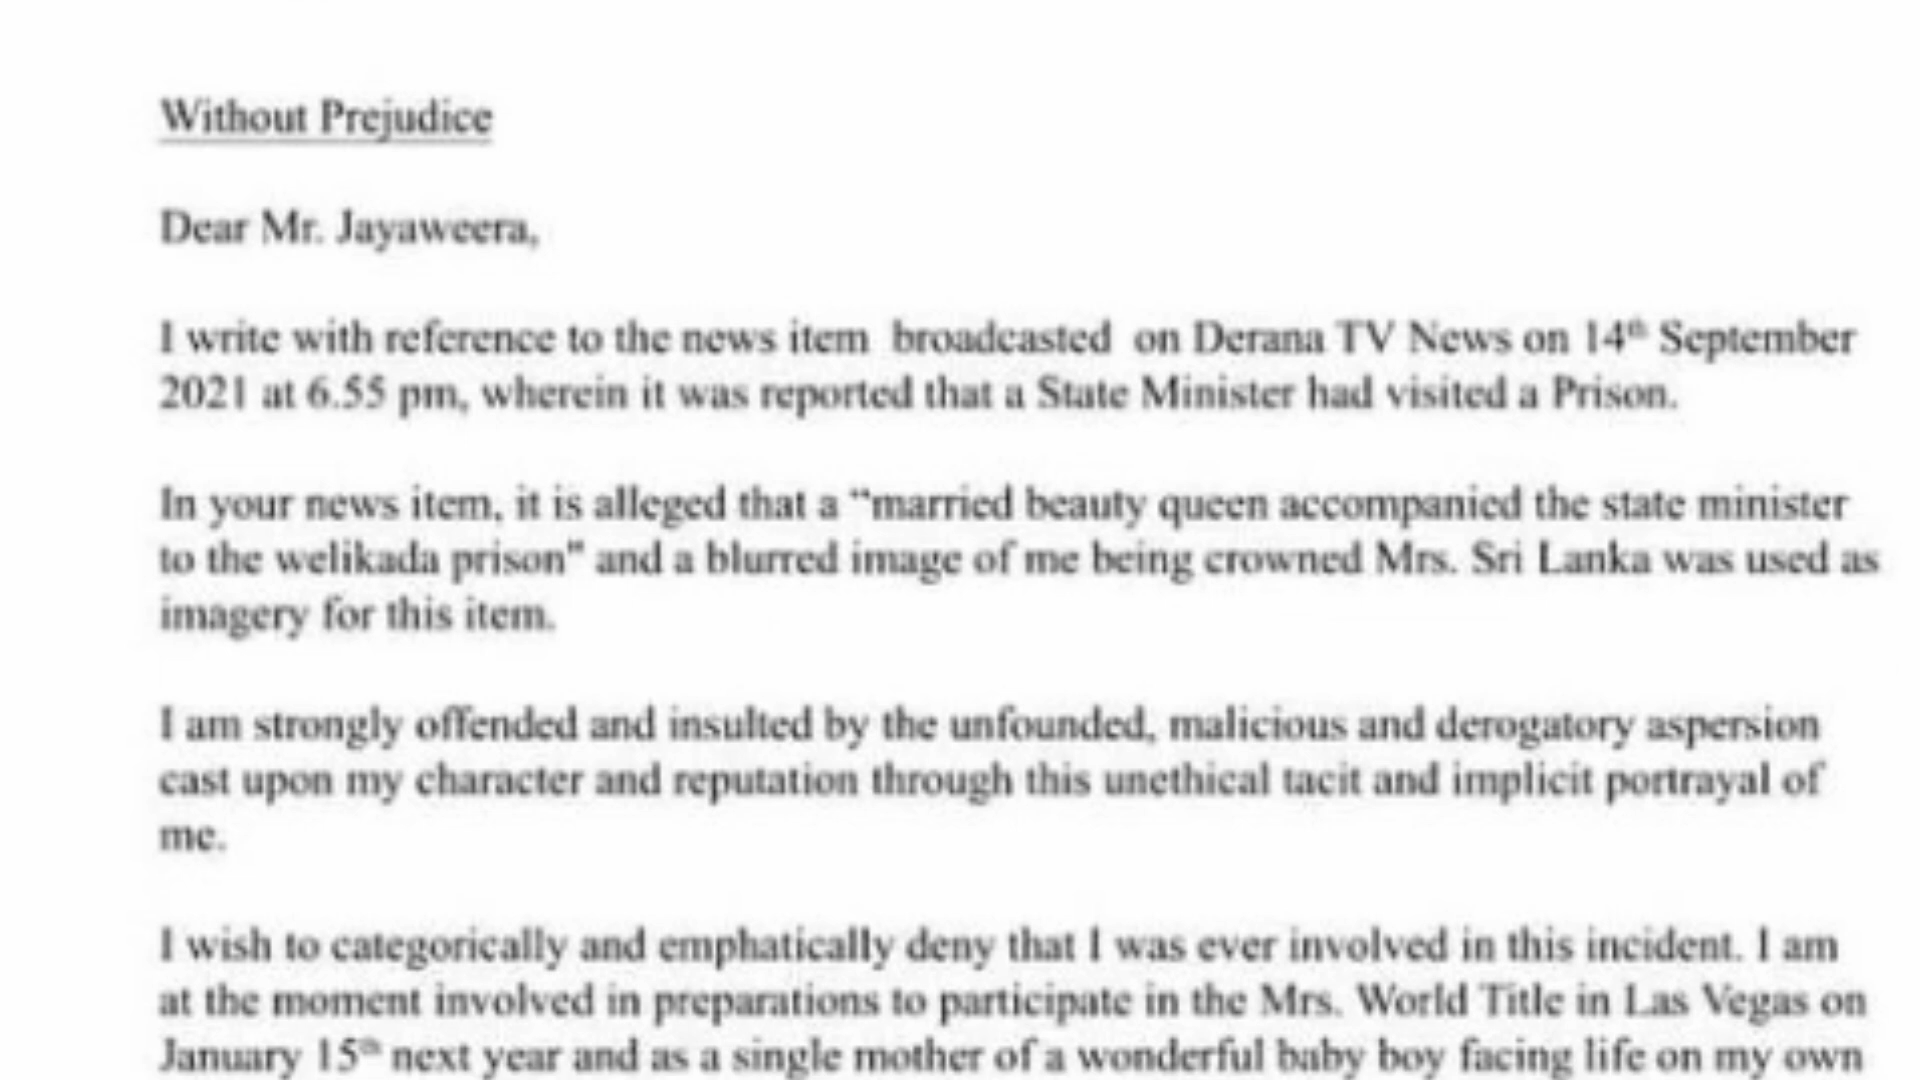 Without Prejudice
Dear Mr. Jayaweera,
I write with reference to the news item broadcasted on Derana TV News on 14th September
2021 at 6.55 pm, wherein it was reported that a State Minister had visited a Prison.
In your news item, it is alleged that a “married beauty queen accompanied the state minister
to the welikada prison" and a blurred image of me being crowned Mrs. Sri Lanka was used as
imagery for this item.
I am strongly offended and insulted by the unfounded, malicious and derogatory aspersion
cast upon my character and reputation through this unethical tacit and implicit portrayal of
me.
I wish to categorically and emphatically deny that I was ever involved in this incident. I am
at the moment involved in preparations to participate in the Mrs. World Title in Las Vegas on
January 15th next year and as a single mother of a wonderful baby boy facing life on my own